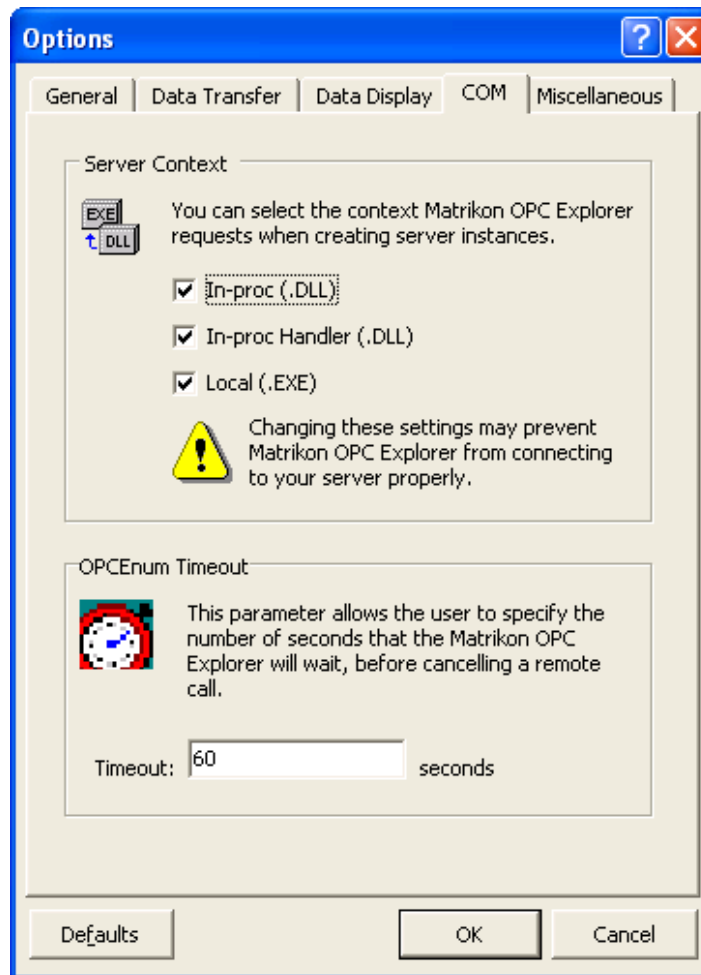 Options
General
Data Transfer
Data Display
COM
Miscellaneous
Server Context
EXE
DLL
You can select the context Matrikon OPC Explorer
requests when creating server instances.
In-proc (.DLL)
In-proc Handler (.DLL)
Local (.EXE)
Changing these settings may prevent
Matrikon OPC Explorer from connecting
to your server properly.
OPCEnum Timeout
This parameter allows the user to specify the
number of seconds that the Matrikon OPC
Explorer will wait, before cancelling a remote
call.
Timeout: 60 seconds
Defaults
OK
Cancel